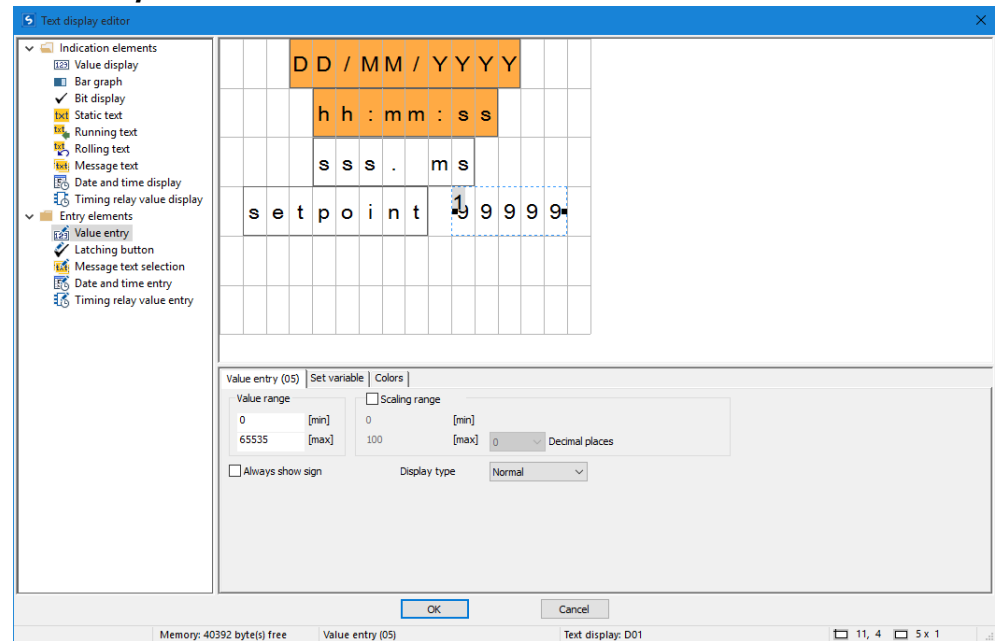 Text display editor
Indication elements
Value display
Bar graph
Bit display
Static text
Running text
Rolling text
Message text
Date and time display
Timing relay value display
Entry elements
Value entry
Latching button
Message text selection
Date and time entry
Timing relay value entry
DD/MM/YYYY
hh:mm:ss
sss. ms
setpoint 99999
1
Value entry (05) Set variable Colors
Value range Scaling range
0 [min] 0 [min]
65535 [max] 100 [max] 0 Decimal places
Always show sign Display type Normal
OK Cancel
Memory: 40392 byte(s) free Value entry (05) Text display: D01 11, 4 5 x 1